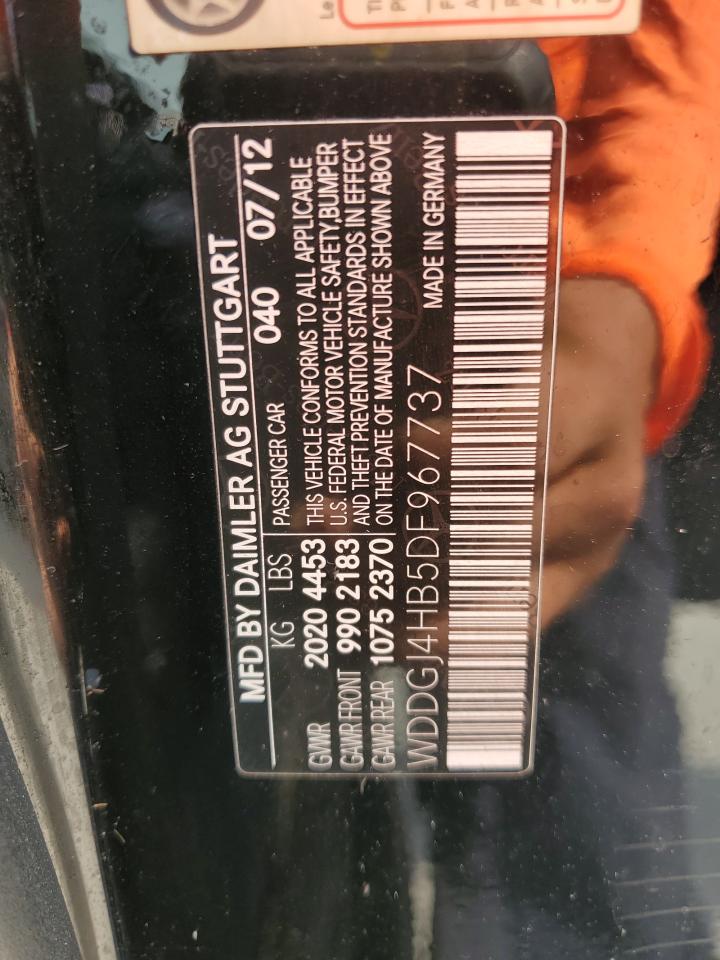 MFD BY DAIMLER AG STUTTGART
040 07/12
KG LBS PASSENGER CAR
GVWR 2020 4453 THIS VEHICLE CONFORMS TO ALL APPLICABLE
GAWR FRONT 990 2183 U.S. FEDERAL MOTOR VEHICLE SAFETY,BUMPER
AND THEFT PREVENTION STANDARDS IN EFFECT
GAWR REAR 1075 2370 ON THE DATE OF MANUFACTURE SHOWN ABOVE
WDDGJ4HB5DF967737 MADE IN GERMANY